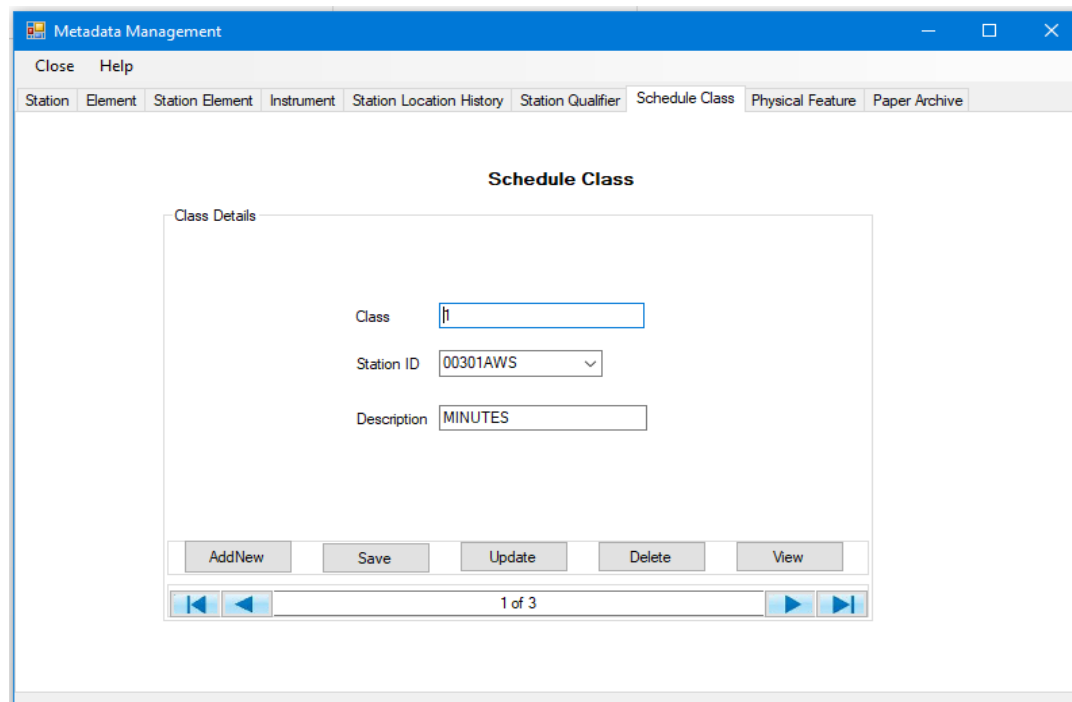 Metadata Management
Close Help
Station Element Station Element Instrument Station Location History Station Qualifier Schedule Class Physical Feature Paper Archive
Schedule Class
Class Details
Class 1
Station ID 00301AWS
Description MINUTES
AddNew Save Update Delete View
1 of 3